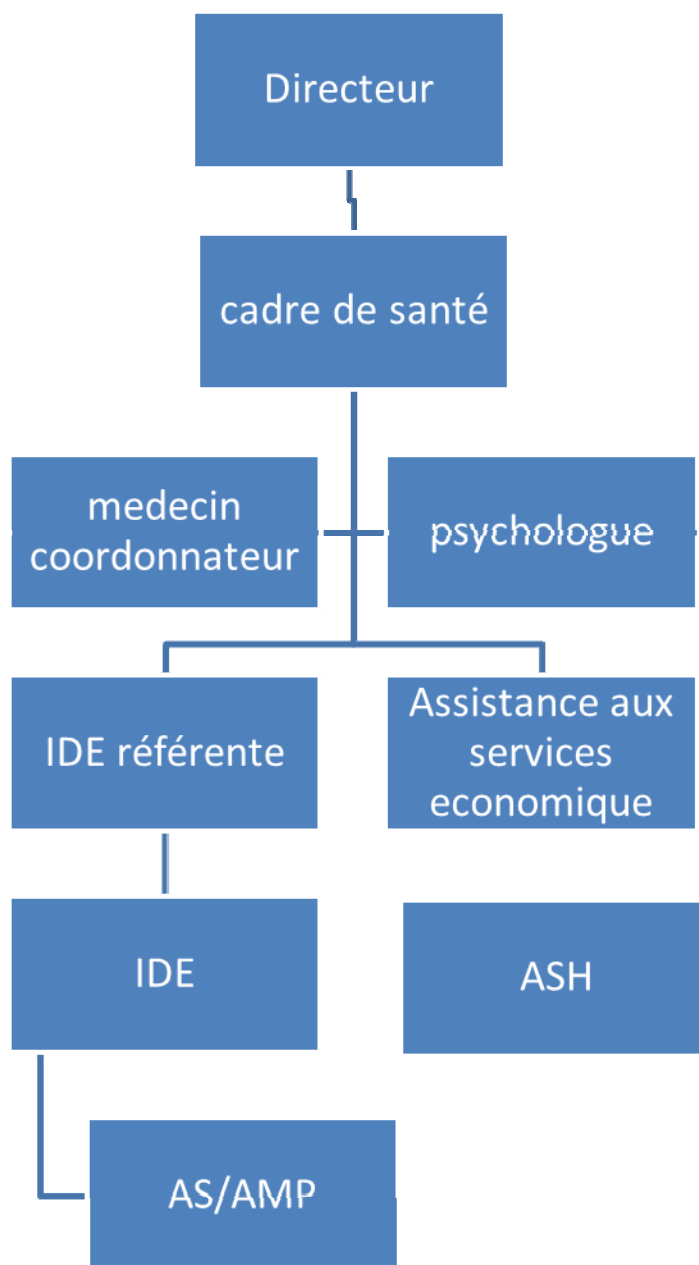 Directeur
cadre de santé
medecin
coordonnateur
psychologue
IDE référente
Assistance aux
services
economique
IDE
ASH
AS/AMP